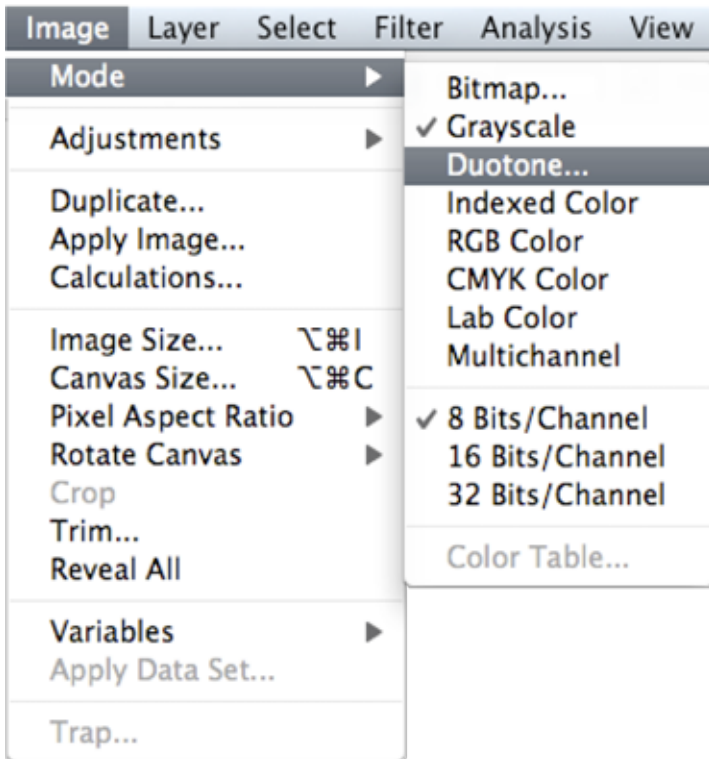 Image Layer Select Filter Analysis View
Mode
Adjustments
Duplicate...
Apply Image...
Calculations...
Image Size... ⌥⌘I
Canvas Size... ⌥⌘C
Pixel Aspect Ratio
Rotate Canvas
Crop
Trim...
Reveal All
Variables
Apply Data Set...
Trap...
Bitmap...
✓ Grayscale
Duotone...
Indexed Color
RGB Color
CMYK Color
Lab Color
Multichannel
✓ 8 Bits/Channel
16 Bits/Channel
32 Bits/Channel
Color Table...